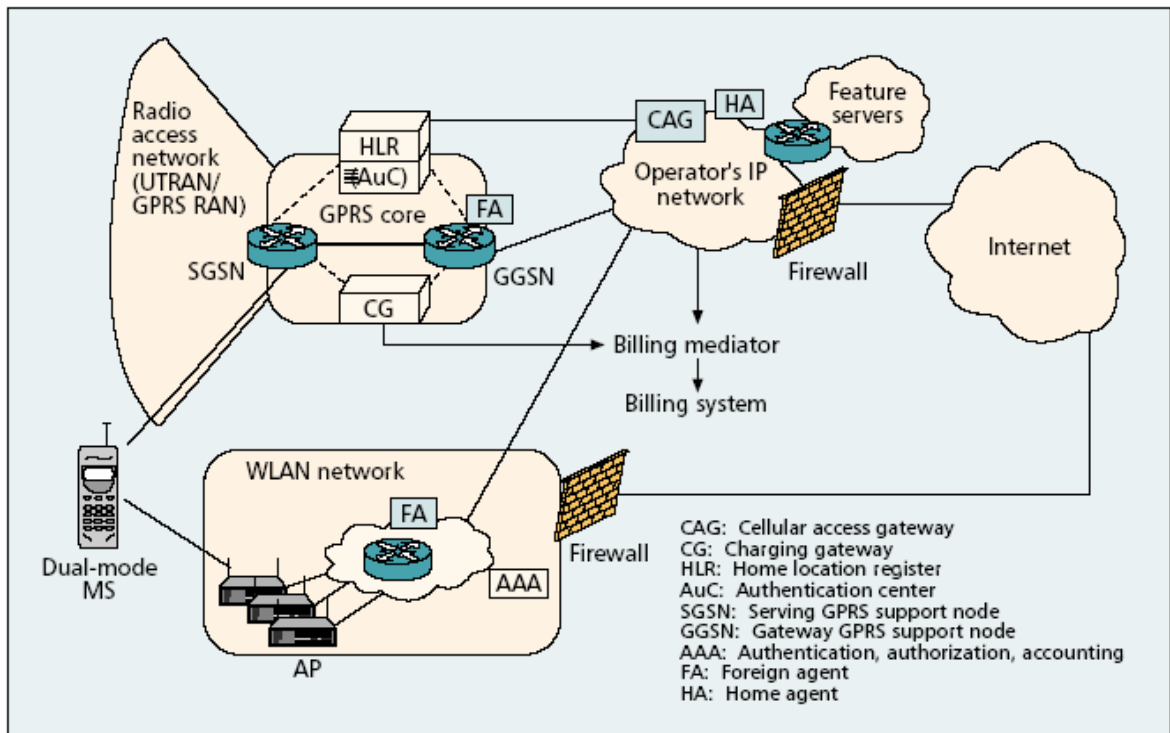 Radio
access
network
(UTRAN/
GPRS RAN)
HLR
(AuC)
GPRS core
FA
SGSN
GGSN
CG
CAG
HA
Feature
servers
Operator's IP
network
Firewall
Internet
Billing mediator
Billing system
Dual-mode
MS
WLAN network
FA
AAA
AP
Firewall
CAG: Cellular access gateway
CG: Charging gateway
HLR: Home location register
AuC: Authentication center
SGSN: Serving GPRS support node
GGSN: Gateway GPRS support node
AAA: Authentication, authorization, accounting
FA: Foreign agent
HA: Home agent